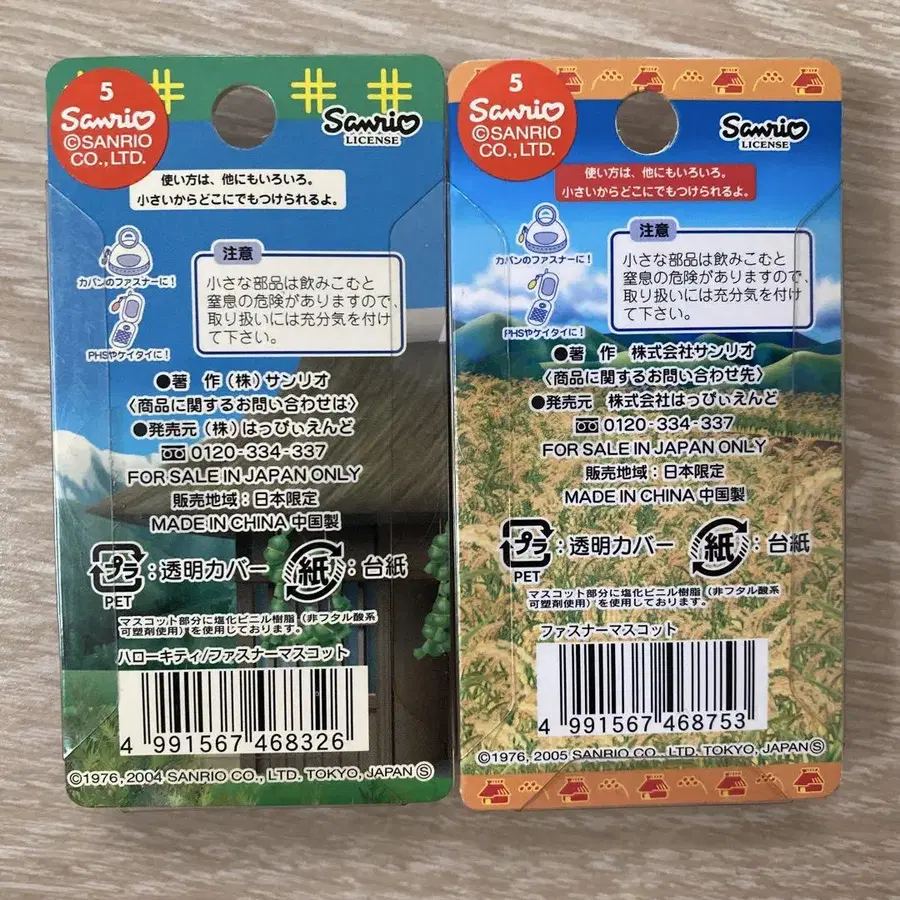 5
Sanrio
©SANRIO
CO., LTD.
Sanrio
LICENSE
使い方は、他にもいろいろ。
小さいからどこにでもつけられるよ。
カバンのファスナーに!
PHSやケイタイに!
注意
小さな部品は飲みこむと
窒息の危険がありますので、
取り扱いには充分気を付け
て下さい。
●著 作(株)サンリオ
〈商品に関するお問い合わせは〉
●発売元(株)はっぴぃえんど
0120-334-337
FOR SALE IN JAPAN ONLY
販売地域:日本限定
MADE IN CHINA 中国製
プラ:透明カバー 紙:台紙
PET
マスコット部分に塩化ビニル樹脂(非フタル酸系
可塑剤使用)を使用しております。
ハローキティ/ファスナーマスコット
4 991567 468326
©1976, 2004 SANRIO CO., LTD. TOKYO, JAPAN Ⓢ
5
Sanrio
©SANRIO
CO., LTD.
Sanrio
LICENSE
使い方は、他にもいろいろ。
小さいからどこにでもつけられるよ。
カバンのファスナーに!
PHSやケイタイに!
注意
小さな部品は飲みこむと
窒息の危険がありますので、
取り扱いには充分気を付け
て下さい。
●著 作 株式会社サンリオ
〈商品に関するお問い合わせ先〉
●発売元 株式会社はっぴぃえんど
0120-334-337
FOR SALE IN JAPAN ONLY
販売地域:日本限定
MADE IN CHINA 中国製
プラ:透明カバー 紙:台紙
PET
マスコット部分に塩化ビニル樹脂(非フタル酸系
可塑剤使用)を使用しております。
ファスナーマスコット
4 991567 468753
©1976, 2005 SANRIO CO., LTD. TOKYO, JAPAN Ⓢ